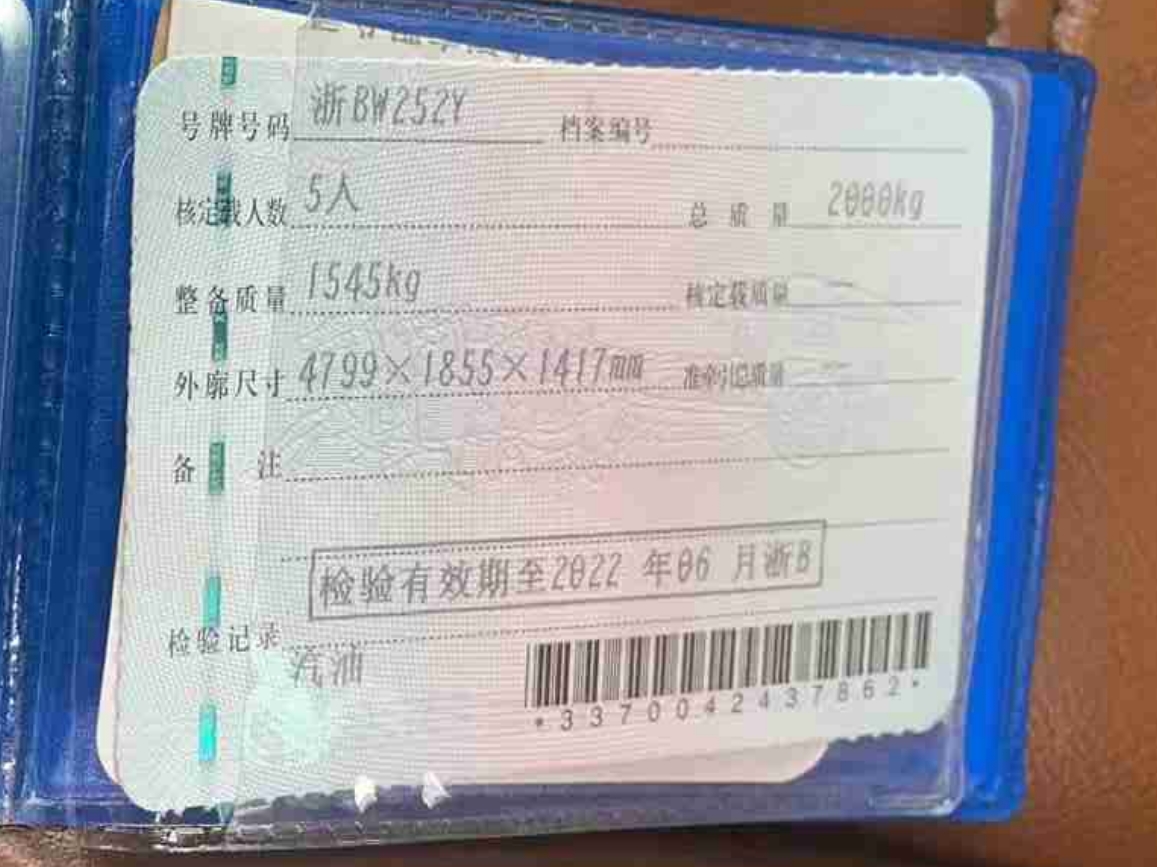 号牌号码 浙BW252Y 档案编号
核定载人数 5人 总质量 2000kg
整备质量 1545kg 核定载质量 --
外廓尺寸 4799×1855×1417mm 准牵引总质量 --
备注
检验有效期至2022年06月浙B
检验记录
汽油
*3370042437862*